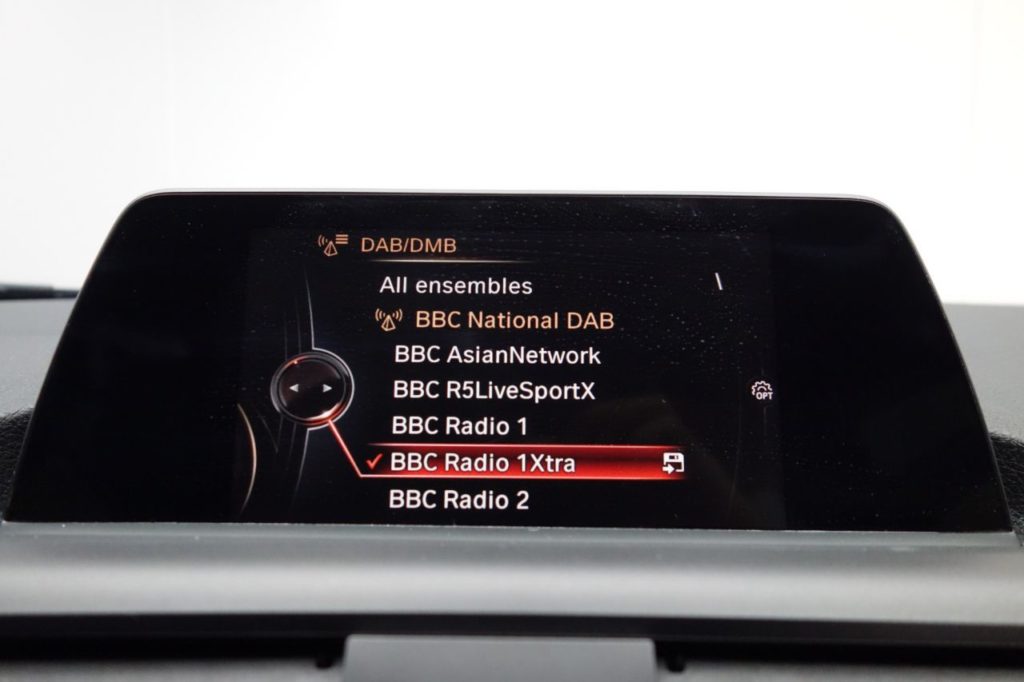 DAB/DMB
All ensembles
BBC National DAB
BBC AsianNetwork
BBC R5LiveSportX
BBC Radio 1
BBC Radio 1Xtra
BBC Radio 2
OPT